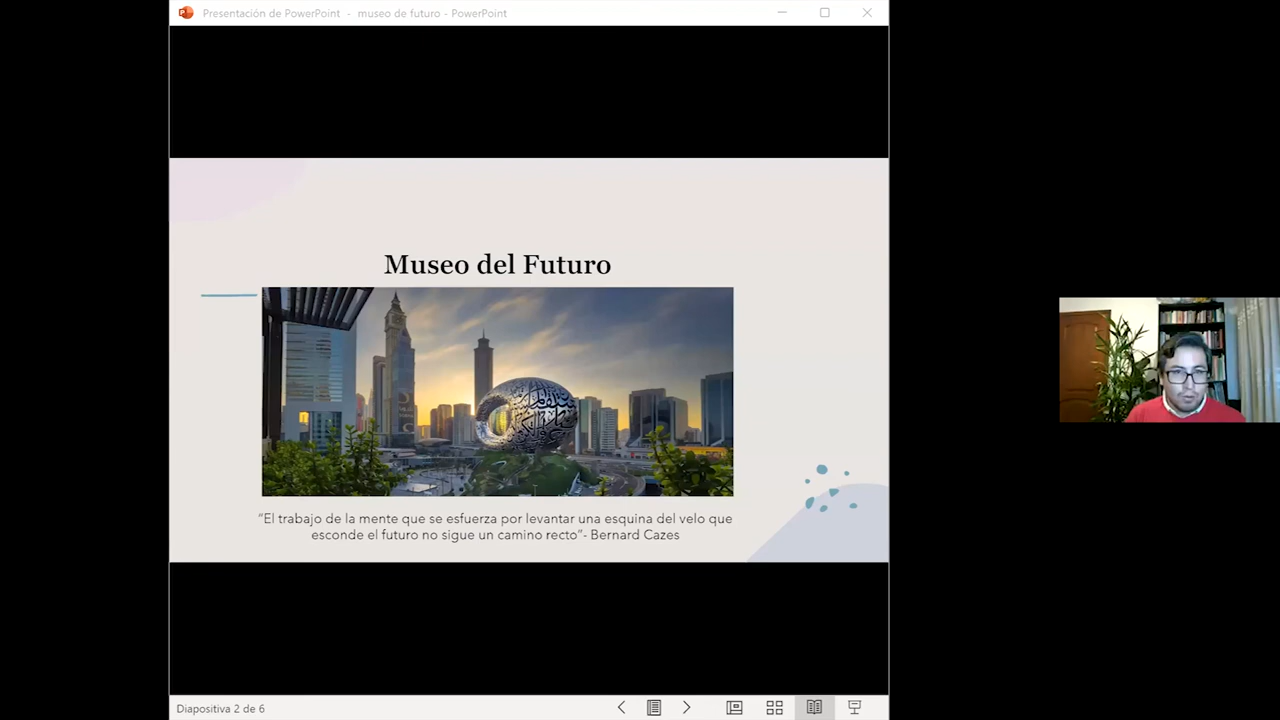 Presentación de PowerPoint - museo de futuro - PowerPoint
Museo del Futuro
“El trabajo de la mente que se esfuerza por levantar una esquina del velo que
esconde el futuro no sigue un camino recto”- Bernard Cazes
Diapositiva 2 de 6